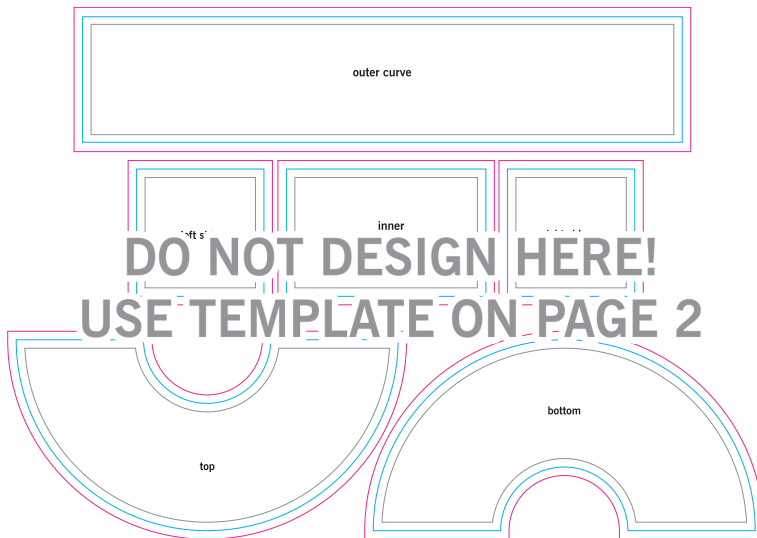 outer curve
inner
DO NOT DESIGN HERE!
USE TEMPLATE ON PAGE 2
bottom
top